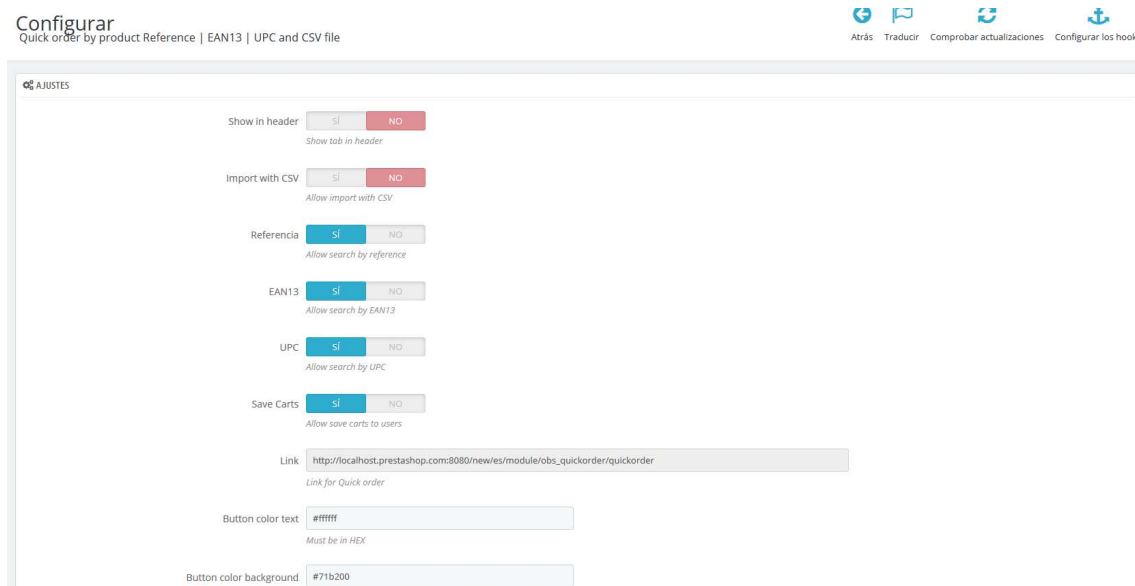 Configurar
Quick order by product Reference | EAN13 | UPC and CSV file
Atrás Traducir Comprobar actualizaciones Configurar los hook
AJUSTES
Show in header SÍ NO
Show tab in header
Import with CSV SÍ NO
Allow import with CSV
Referencia SÍ NO
Allow search by reference
EAN13 SÍ NO
Allow search by EAN13
UPC SÍ NO
Allow search by UPC
Save Carts SÍ NO
Allow save carts to users
Link http://localhost.prestashop.com:8080/new/es/module/obs_quickorder/quickorder
Link for Quick order
Button color text #ffffff
Must be in HEX
Button color background #71b200